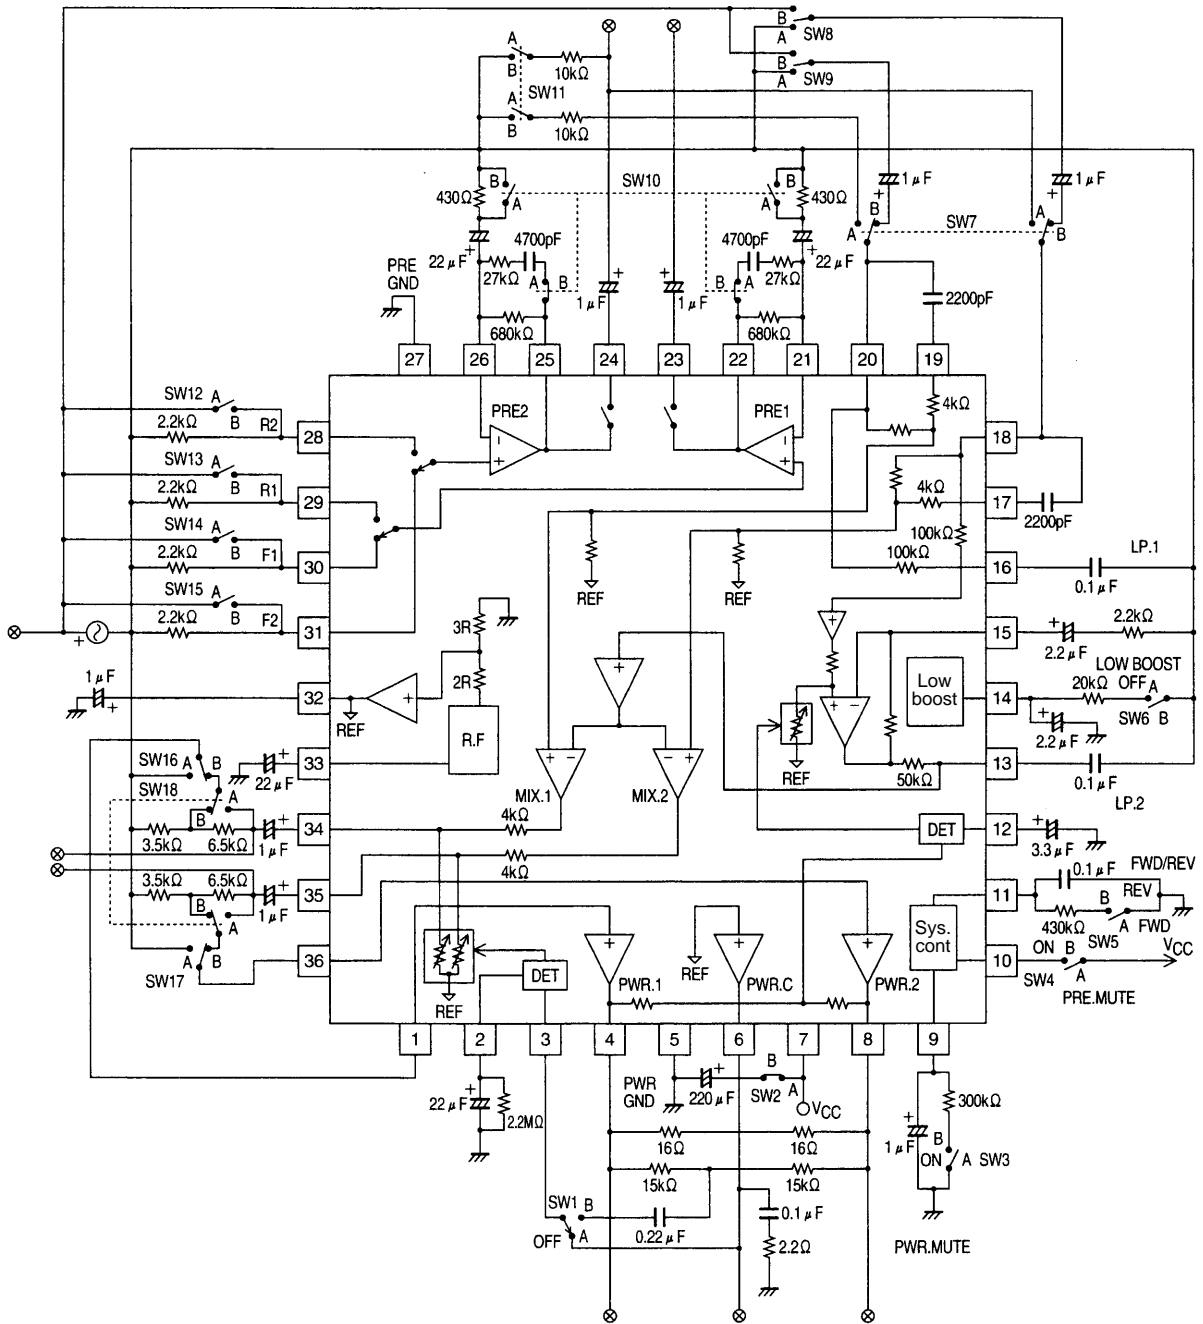 B
A
SW8
B
A
SW9
A
B
10kΩ
SW11
A
B
10kΩ
B
A
430Ω
SW10
B
A
430Ω
+
1μF
1μF
+
B
A
SW7
A
B
+
22μF
4700pF
27kΩ
A
B
680kΩ
PRE
GND
+
1μF
+
1μF
4700pF
27kΩ
B
A
680kΩ
+
22μF
2200pF
27
26
25
24
23
22
21
20
19
SW12
A
B
R2
2.2kΩ
28
PRE2
-
+
PRE1
-
+
4kΩ
18
SW13
A
B
R1
2.2kΩ
29
4kΩ
17
2200pF
SW14
A
B
F1
2.2kΩ
30
100kΩ
100kΩ
16
0.1μF
LP.1
SW15
A
B
F2
2.2kΩ
31
+
REF
REF
3R
2R
+
15
+
2.2μF
2.2kΩ
1μF
+
32
REF
+
R.F
+
+
-
REF
Low
boost
14
LOW BOOST
OFF
20kΩ
A
SW6
B
+
2.2μF
SW16
A
B
SW18
22μF
+
33
+
-
MIX.1
-
+
MIX.2
50kΩ
13
0.1μF
LP.2
A
B
3.5kΩ
6.5kΩ
+
1μF
34
4kΩ
4kΩ
DET
12
+
3.3μF
3.5kΩ
6.5kΩ
B
A
+
1μF
35
11
0.1μF
FWD/REV
REV
B
430kΩ
A
FWD
SW5
A
B
SW17
36
REF
DET
+
PWR.1
REF
+
PWR.C
+
PWR.2
Sys.
cont
10
ON
B
SW4
A
VCC
PRE.MUTE
1
2
3
4
5
6
7
8
9
+
22μF
2.2MΩ
PWR
GND
+
220μF
B
SW2
A
VCC
300kΩ
+
1μF
B
ON
A
SW3
16Ω
16Ω
15kΩ
15kΩ
SW1
B
OFF
A
0.22μF
0.1μF
2.2Ω
PWR.MUTE